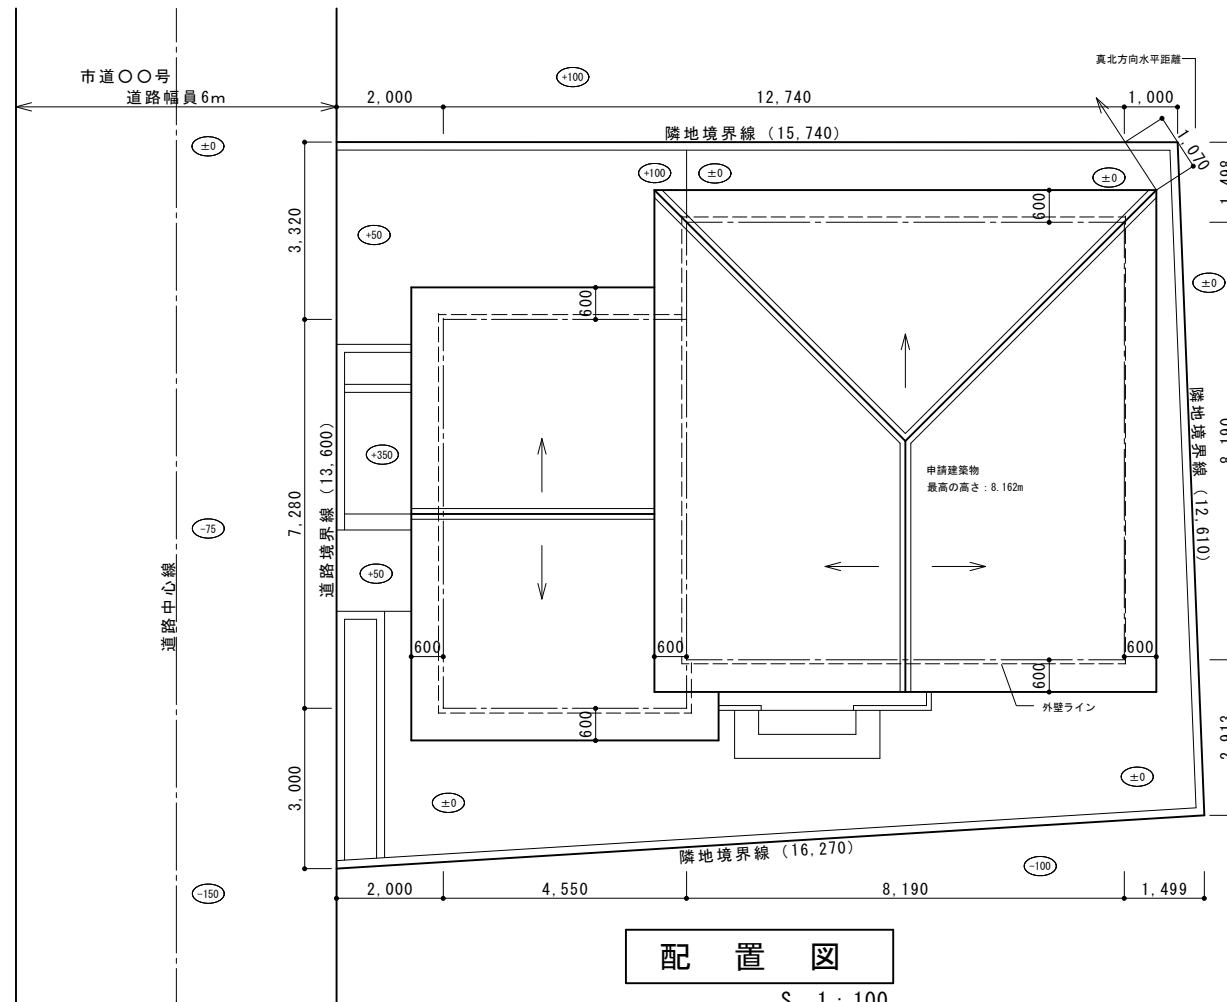 市道〇〇号
道路幅員6m
+100
真北方向水平距離
2,000
12,740
1,000
隣地境界線（15,740）
±0
+100
±0
±0
1,070
600
3,320
+50
±0
600
隣地境界線（12,610）
道路境界線（13,600）
+350
申請建築物
最高の高さ：8.162m
7,280
-75
+50
道路中心線
600
600
600
600
外壁ライン
600
3,000
±0
±0
隣地境界線（16,270）
-100
-150
2,000
4,550
8,190
1,499
配置図
S 1：100